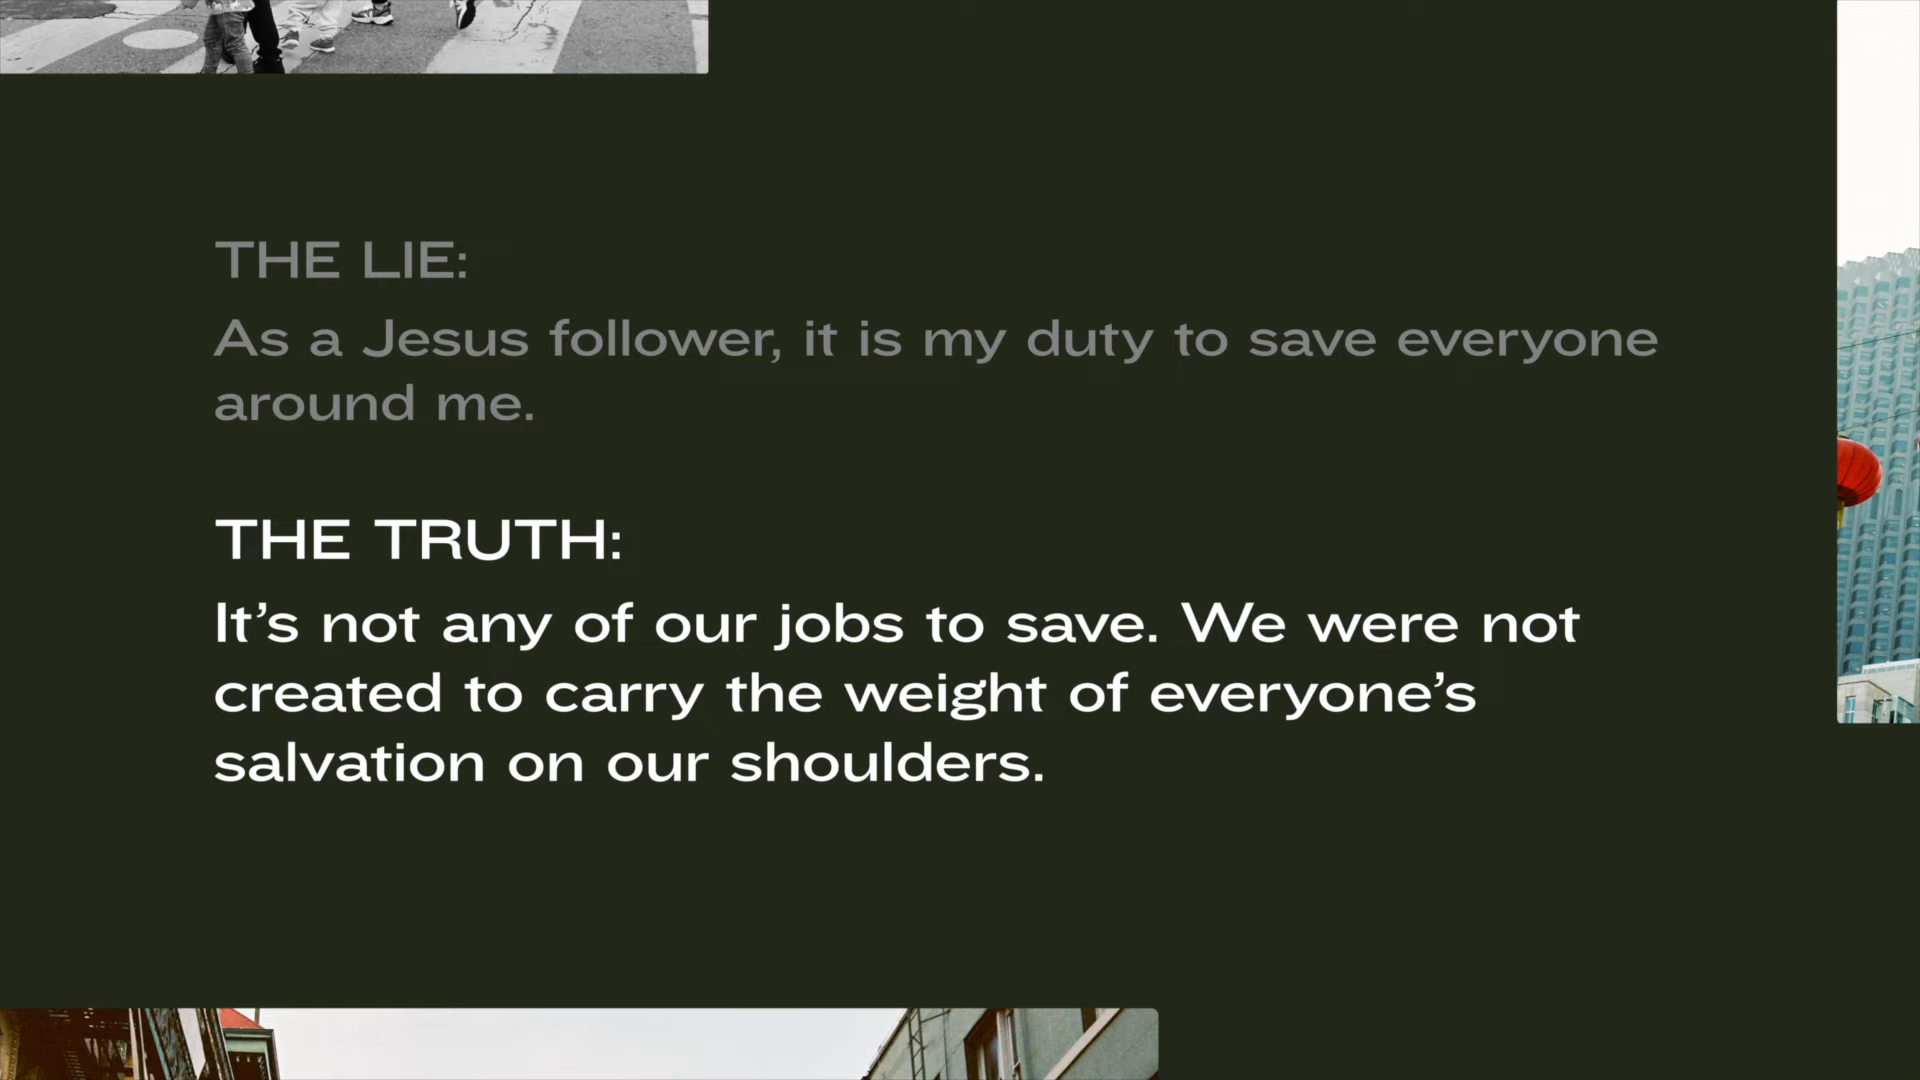 THE LIE:
As a Jesus follower, it is my duty to save everyone
around me.
THE TRUTH:
It’s not any of our jobs to save. We were not
created to carry the weight of everyone’s
salvation on our shoulders.